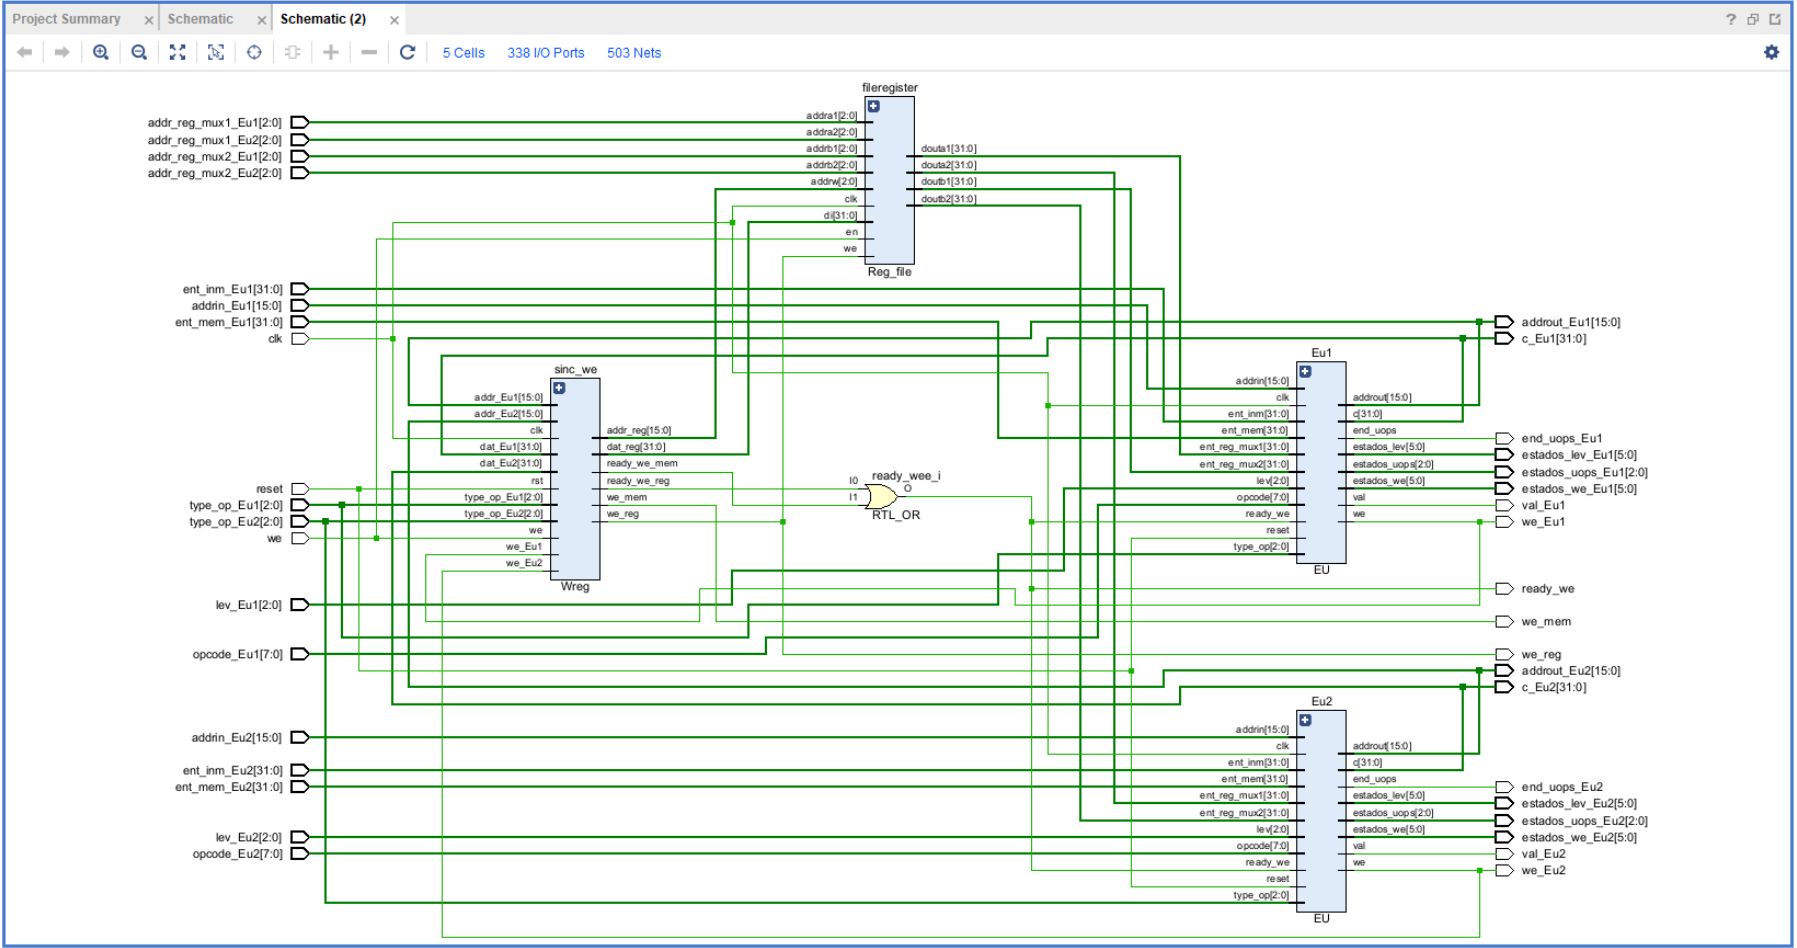 Project Summary × Schematic × Schematic (2) ×
?
5 Cells 338 I/O Ports 503 Nets
fileregister
addr_reg_mux1_Eu1[2:0]
addr_reg_mux1_Eu2[2:0]
addr_reg_mux2_Eu1[2:0]
addr_reg_mux2_Eu2[2:0]
addra1[2:0]
addra2[2:0]
addrb1[2:0]
addrb2[2:0]
addrw[2:0]
clk
di[31:0]
en
we
douta1[31:0]
douta2[31:0]
doutb1[31:0]
doutb2[31:0]
Reg_file
ent_inm_Eu1[31:0]
addrin_Eu1[15:0]
ent_mem_Eu1[31:0]
clk
reset
type_op_Eu1[2:0]
type_op_Eu2[2:0]
we
lev_Eu1[2:0]
opcode_Eu1[7:0]
addrin_Eu2[15:0]
ent_inm_Eu2[31:0]
ent_mem_Eu2[31:0]
lev_Eu2[2:0]
opcode_Eu2[7:0]
sinc_we
addr_Eu1[15:0]
addr_Eu2[15:0]
clk
dat_Eu1[31:0]
dat_Eu2[31:0]
rst
type_op_Eu1[2:0]
type_op_Eu2[2:0]
we
we_Eu1
we_Eu2
addr_reg[15:0]
dat_reg[31:0]
ready_we_mem
ready_we_reg
we_mem
we_reg
Wreg
ready_wee_i
I0
I1
O
RTL_OR
Eu1
addrin[15:0]
clk
ent_inm[31:0]
ent_mem[31:0]
ent_reg_mux1[31:0]
ent_reg_mux2[31:0]
lev[2:0]
opcode[7:0]
ready_we
reset
type_op[2:0]
addrout[15:0]
c[31:0]
end_uops
estados_lev[5:0]
estados_uops[2:0]
estados_we[5:0]
val
we
EU
addrout_Eu1[15:0]
c_Eu1[31:0]
end_uops_Eu1
estados_lev_Eu1[5:0]
estados_uops_Eu1[2:0]
estados_we_Eu1[5:0]
val_Eu1
we_Eu1
ready_we
we_mem
we_reg
addrout_Eu2[15:0]
c_Eu2[31:0]
Eu2
addrin[15:0]
clk
ent_inm[31:0]
ent_mem[31:0]
ent_reg_mux1[31:0]
ent_reg_mux2[31:0]
lev[2:0]
opcode[7:0]
ready_we
reset
type_op[2:0]
addrout[15:0]
c[31:0]
end_uops
estados_lev[5:0]
estados_uops[2:0]
estados_we[5:0]
val
we
EU
end_uops_Eu2
estados_lev_Eu2[5:0]
estados_uops_Eu2[2:0]
estados_we_Eu2[5:0]
val_Eu2
we_Eu2